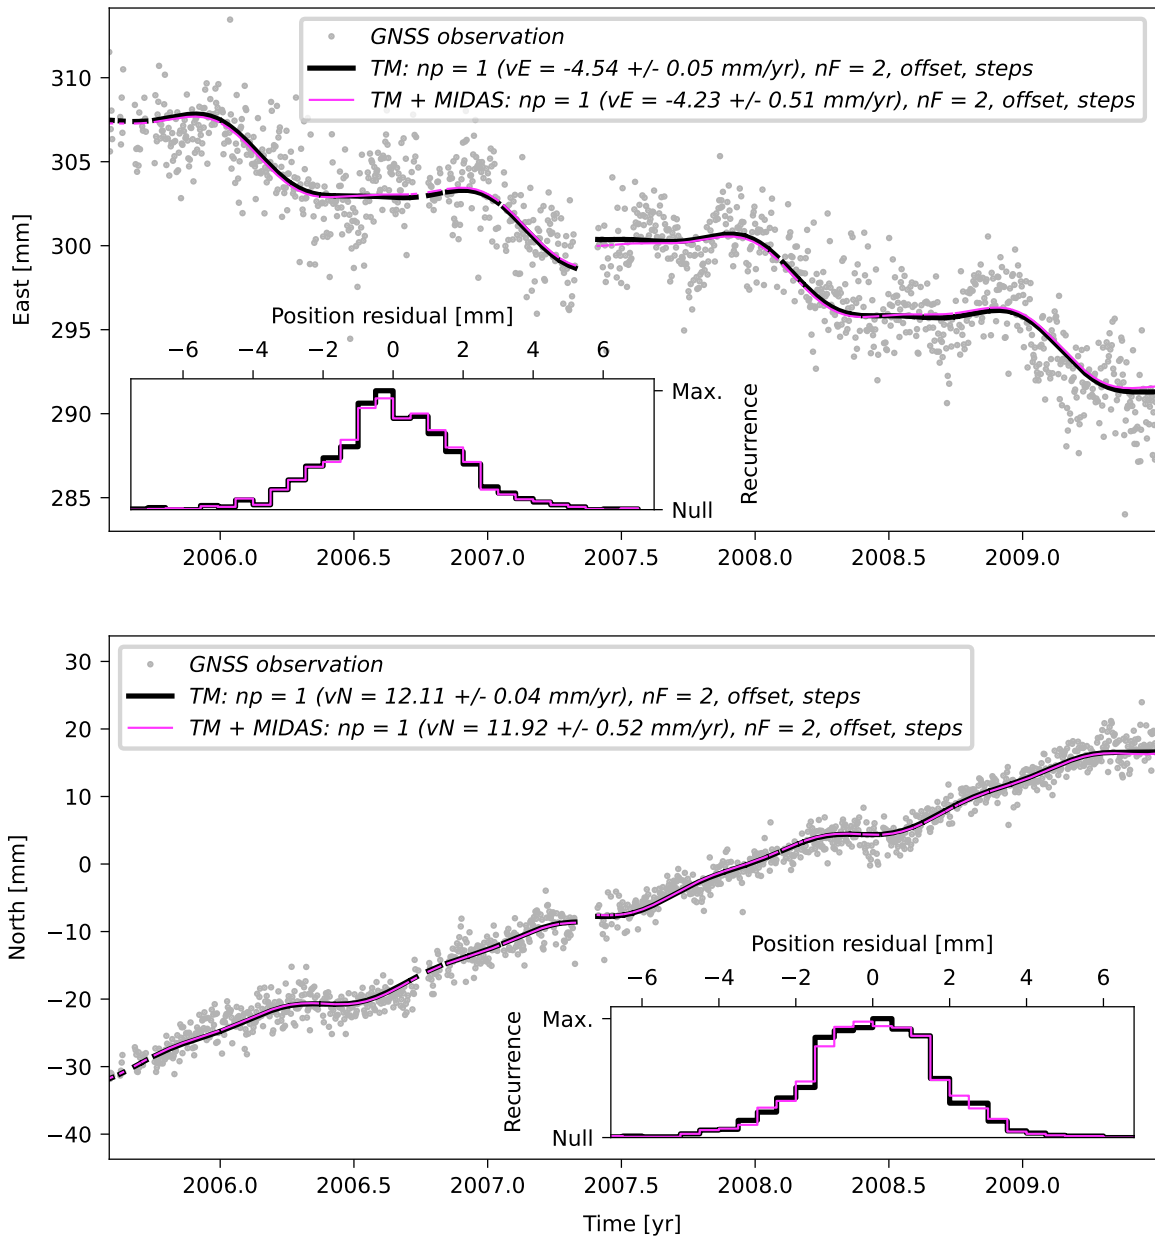 GNSS observation
TM: np = 1 (vE = -4.54 +/- 0.05 mm/yr), nF = 2, offset, steps
TM + MIDAS: np = 1 (vE = -4.23 +/- 0.51 mm/yr), nF = 2, offset, steps
310
305
300
295
290
285
East [mm]
Position residual [mm]
−6 −4 −2 0 2 4 6
Max.
Null
Recurrence
2006.0 2006.5 2007.0 2007.5 2008.0 2008.5 2009.0
GNSS observation
TM: np = 1 (vN = 12.11 +/- 0.04 mm/yr), nF = 2, offset, steps
TM + MIDAS: np = 1 (vN = 11.92 +/- 0.52 mm/yr), nF = 2, offset, steps
30
20
10
0
−10
−20
−30
−40
North [mm]
Position residual [mm]
−6 −4 −2 0 2 4 6
Max.
Null
Recurrence
2006.0 2006.5 2007.0 2007.5 2008.0 2008.5 2009.0
Time [yr]